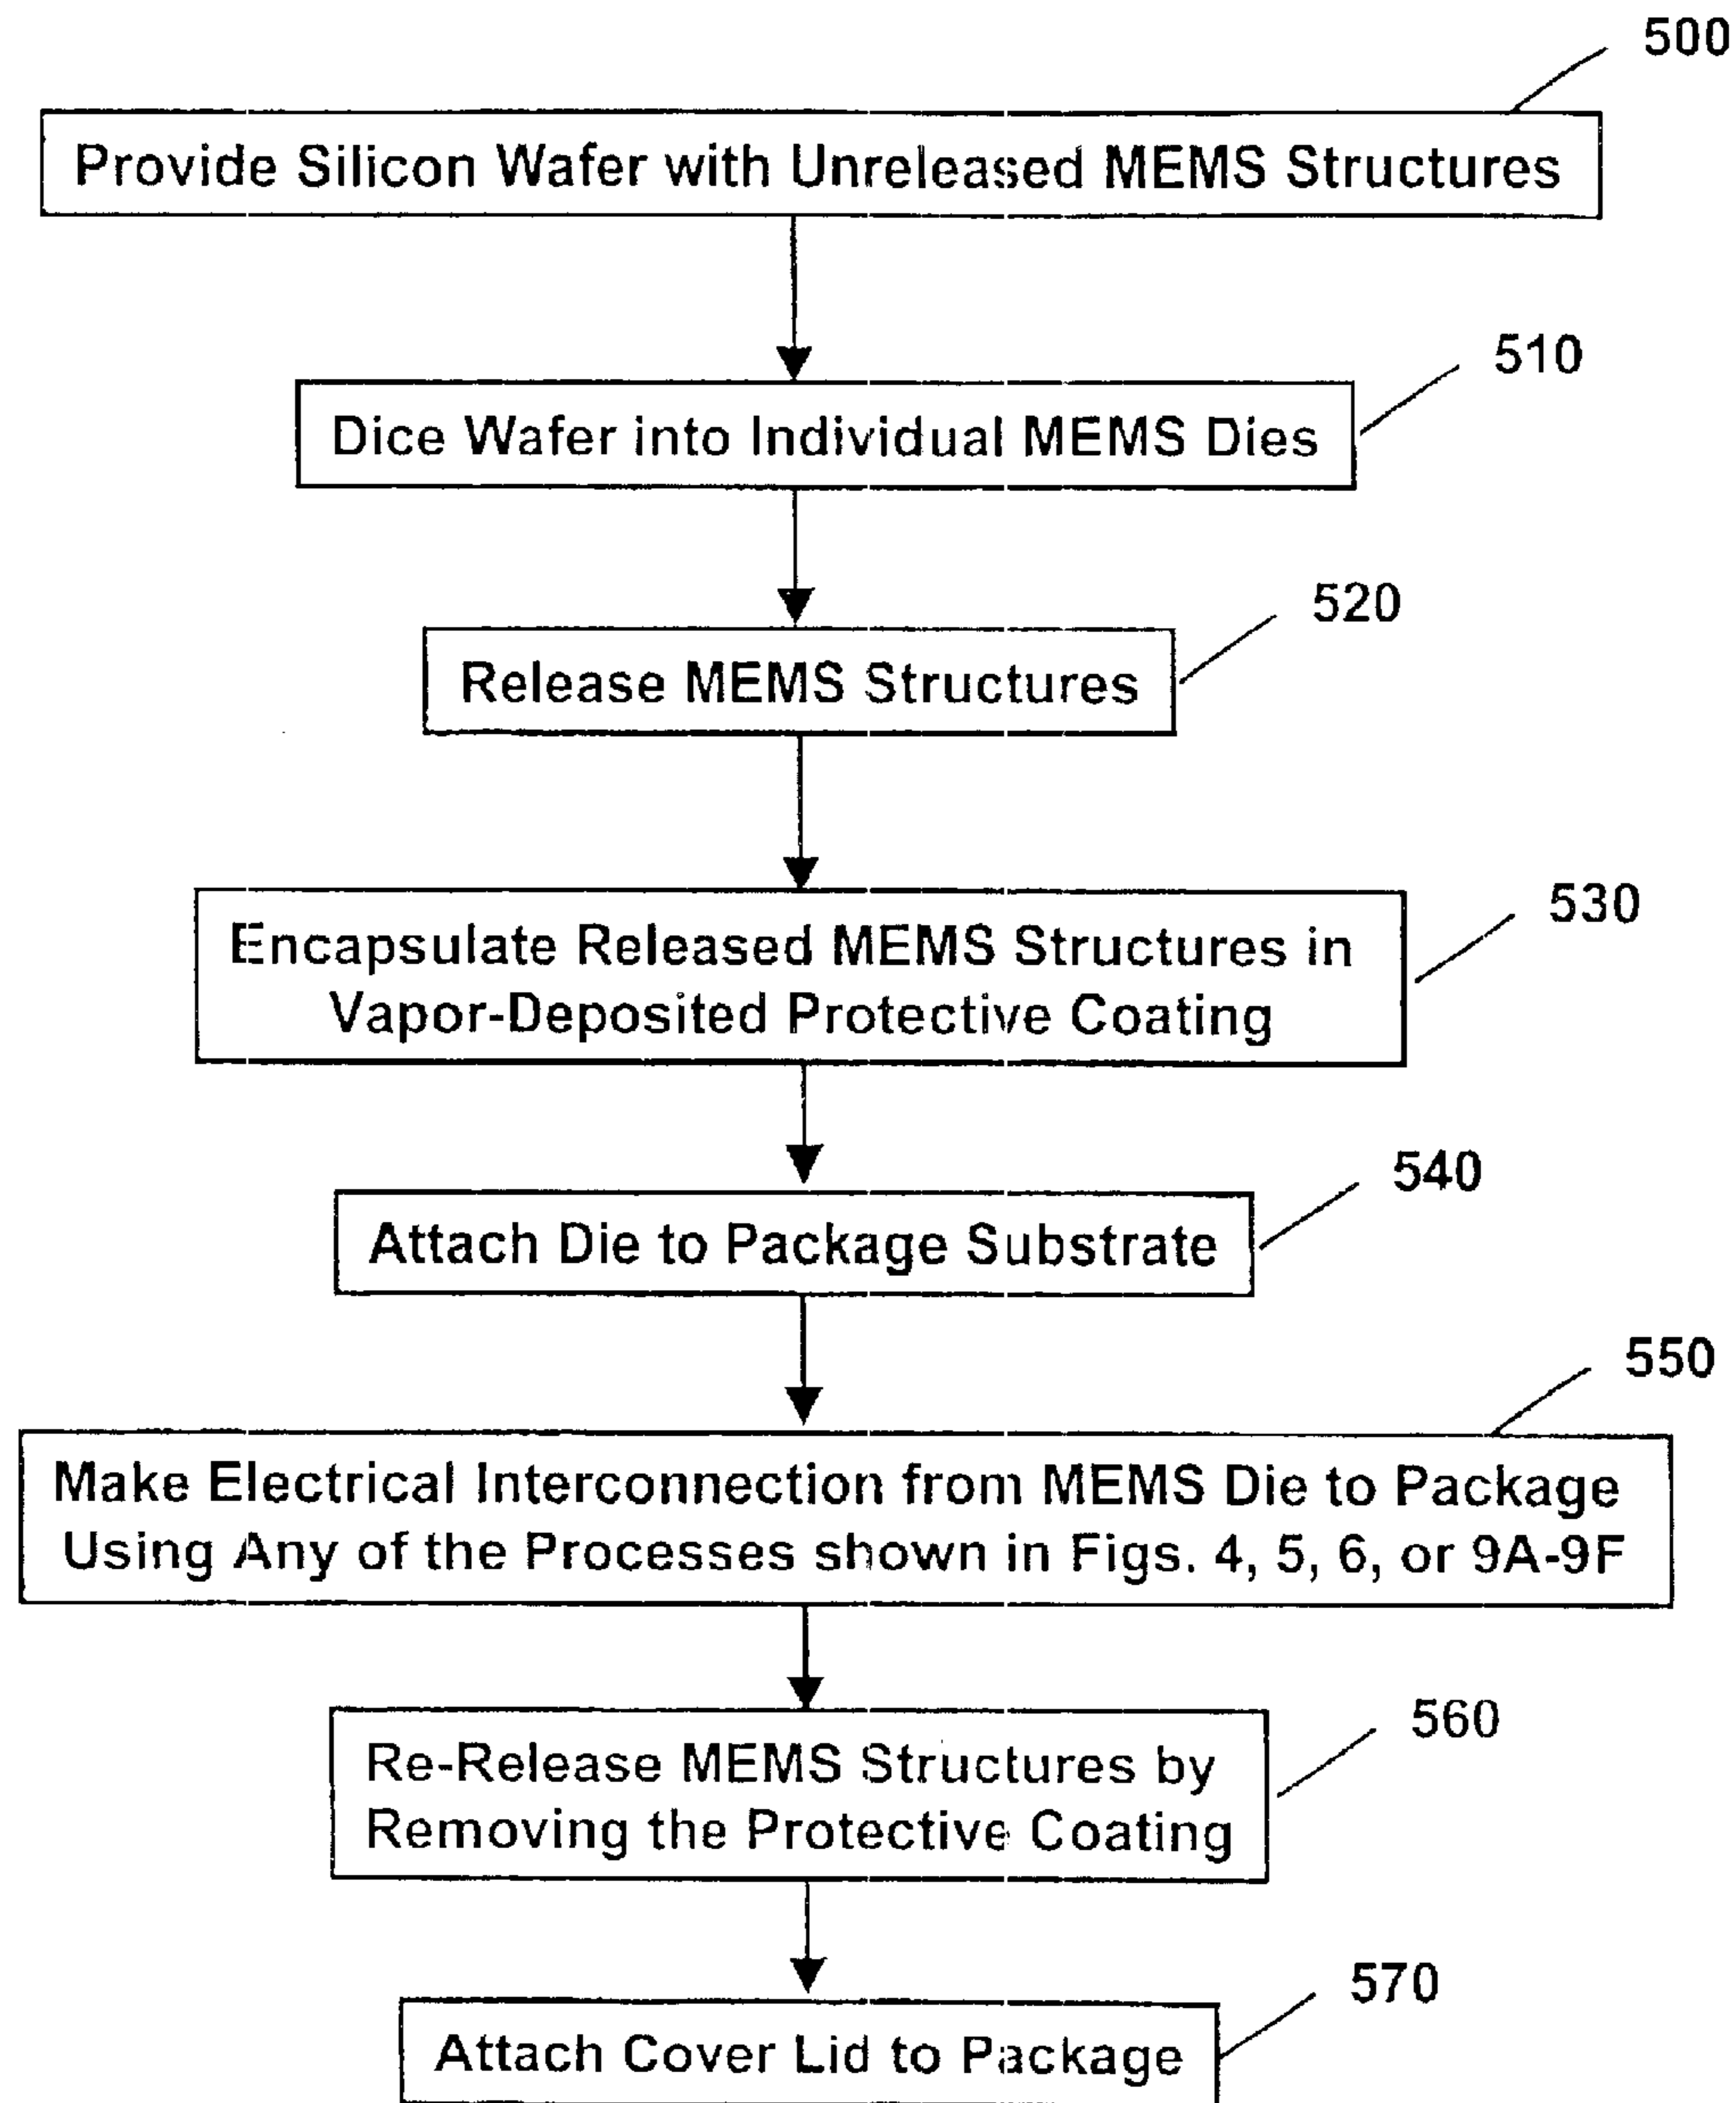 500
Provide Silicon Wafer with Unreleased MEMS Structures
510
Dice Wafer into Individual MEMS Dies
520
Release MEMS Structures
530
Encapsulate Released MEMS Structures in
Vapor-Deposited Protective Coating
540
Attach Die to Package Substrate
550
Make Electrical Interconnection from MEMS Die to Package
Using Any of the Processes shown in Figs. 4, 5, 6, or 9A-9F
560
Re-Release MEMS Structures by
Removing the Protective Coating
570
Attach Cover Lid to Package